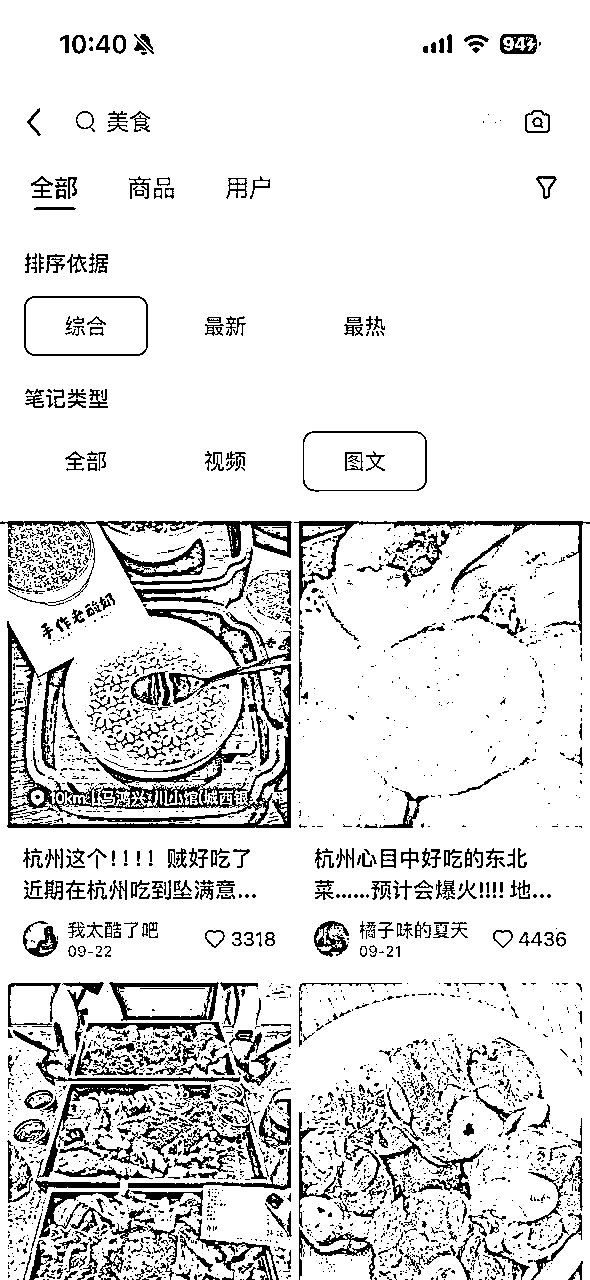 10:40
94
美食
全部 商品 用户
排序依据
综合 最新 最热
笔记类型
全部 视频 图文
手作老酸奶
杭州这个!!!! 贼好吃了
近期在杭州吃到坠满意...
我太酷了吧
09-22
3318
杭州心目中好吃的东北
菜......预计会爆火!!!! 地...
橘子味的夏天
09-21
4436